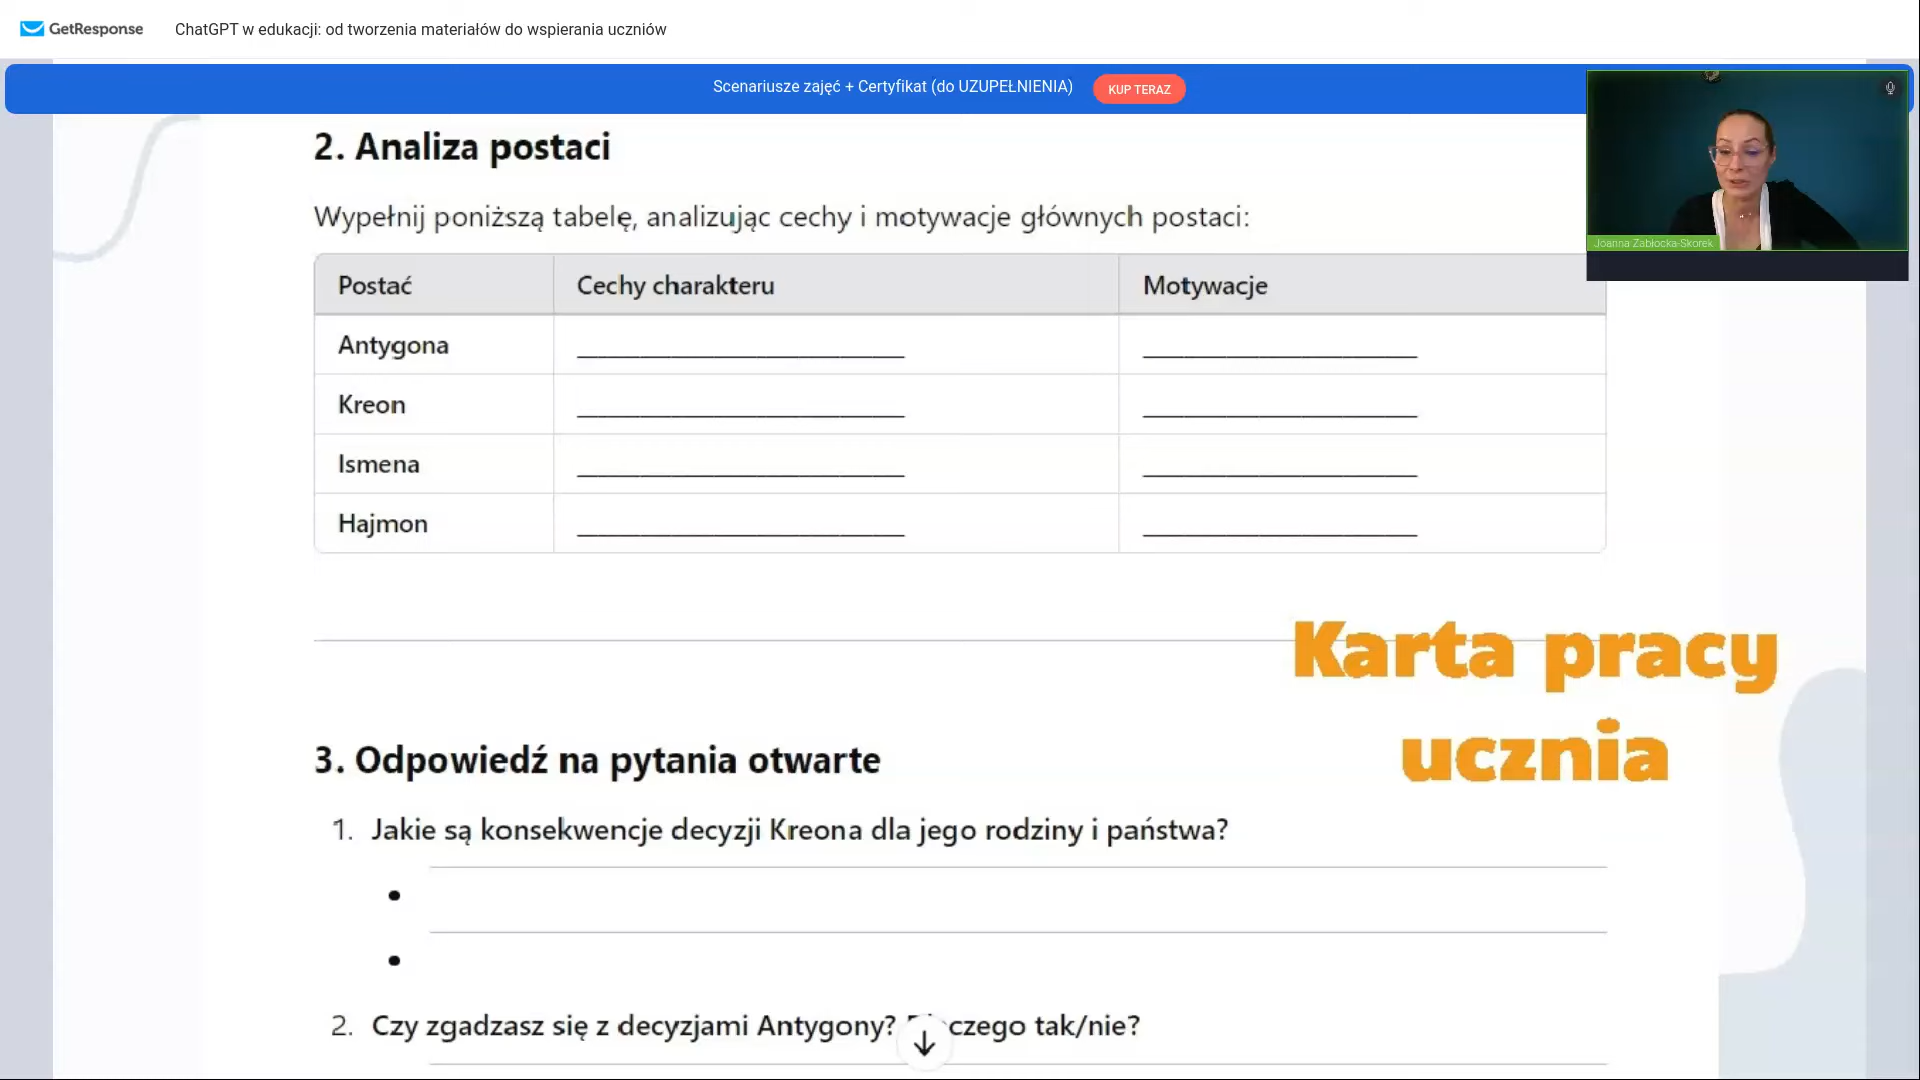 GetResponse
ChatGPT w edukacji: od tworzenia materiałów do wspierania uczniów
Scenariusze zajęć + Certyfikat (do UZUPEŁNIENIA)
KUP TERAZ
Joanna Zabłocka-Skorek
2. Analiza postaci
Wypełnij poniższą tabelę, analizując cechy i motywacje głównych postaci:
Postać Cechy charakteru Motywacje
Antygona
Kreon
Ismena
Hajmon
Karta pracy
ucznia
3. Odpowiedź na pytania otwarte
1. Jakie są konsekwencje decyzji Kreona dla jego rodziny i państwa?
2. Czy zgadzasz się z decyzjami Antygony? tak/nie?